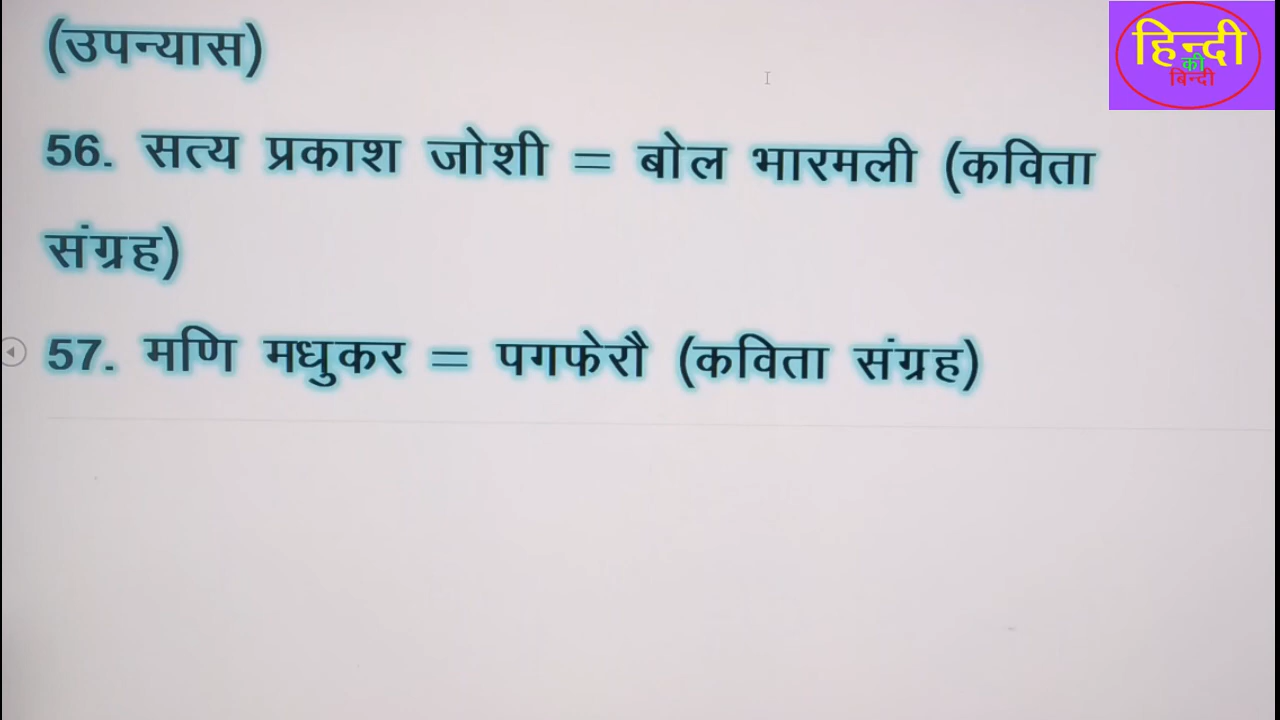 (उपन्यास)
56. सत्य प्रकाश जोशी = बोल भारमली (कविता
संग्रह)
57. मणि मधुकर = पगफेरौ (कविता संग्रह)
हिन्दी
की
बिन्दी